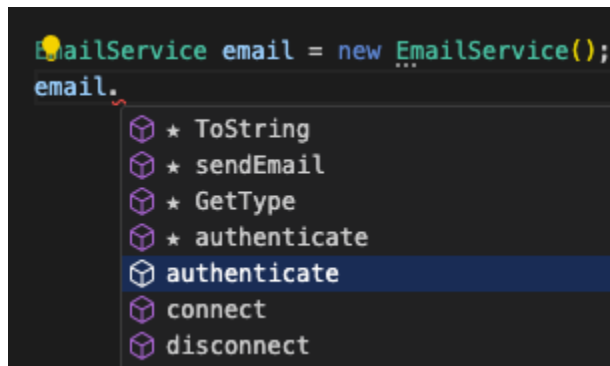 EmailService email = new EmailService();
email.
★ ToString
★ sendEmail
★ GetType
★ authenticate
authenticate
connect
disconnect